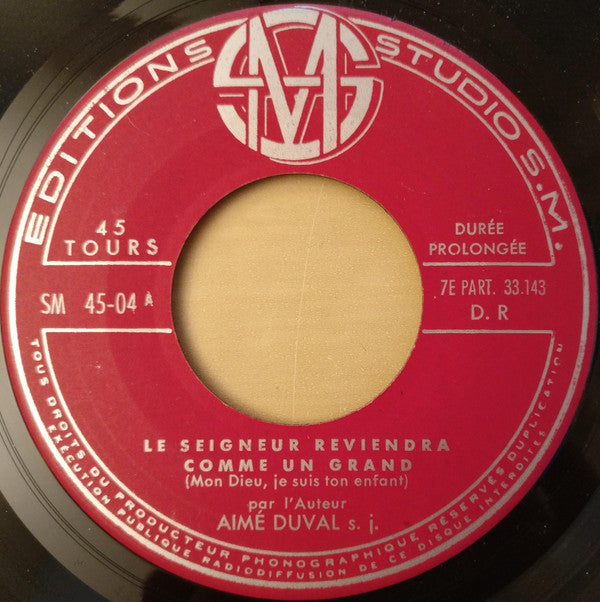 EDITIONS STUDIO S.M.
SMG
45
TOURS
DURÉE
PROLONGÉE
SM 45-04 A
7E PART. 33.143
D. R
LE SEIGNEUR REVIENDRA
COMME UN GRAND
(Mon Dieu, je suis ton enfant)
par l'Auteur
AIMÉ DUVAL s. j.
TOUS DROITS DU PRODUCTEUR PHONOGRAPHIQUE RÉSERVÉS DUPLICATION
EXÉCUTION PUBLIQUE RADIODIFFUSION DE CE DISQUE INTERDITES